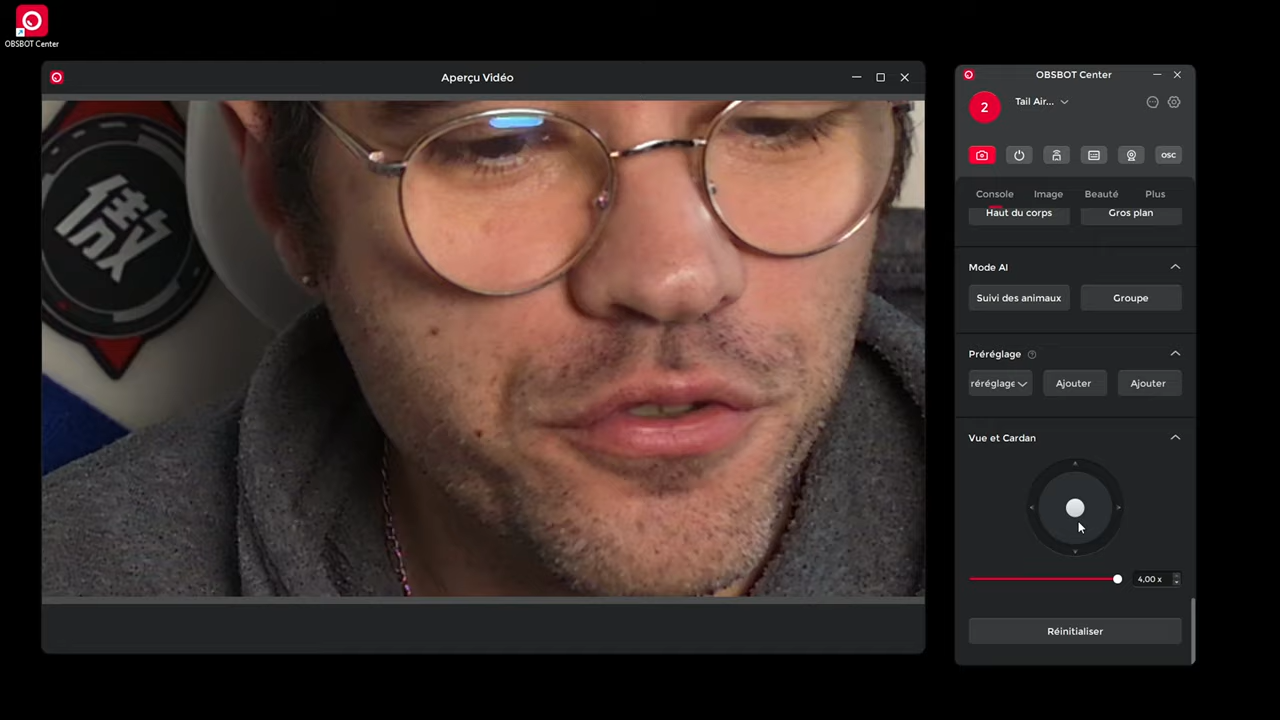 OBSBOT Center
Aperçu Vidéo
OBSBOT Center
2
Tail Air...
OSC
Console
Image
Beauté
Plus
Haut du corps
Gros plan
Mode AI
Suivi des animaux
Groupe
Préréglage
réréglage
Ajouter
Ajouter
Vue et Cardan
4,00 x
Réinitialiser
傲